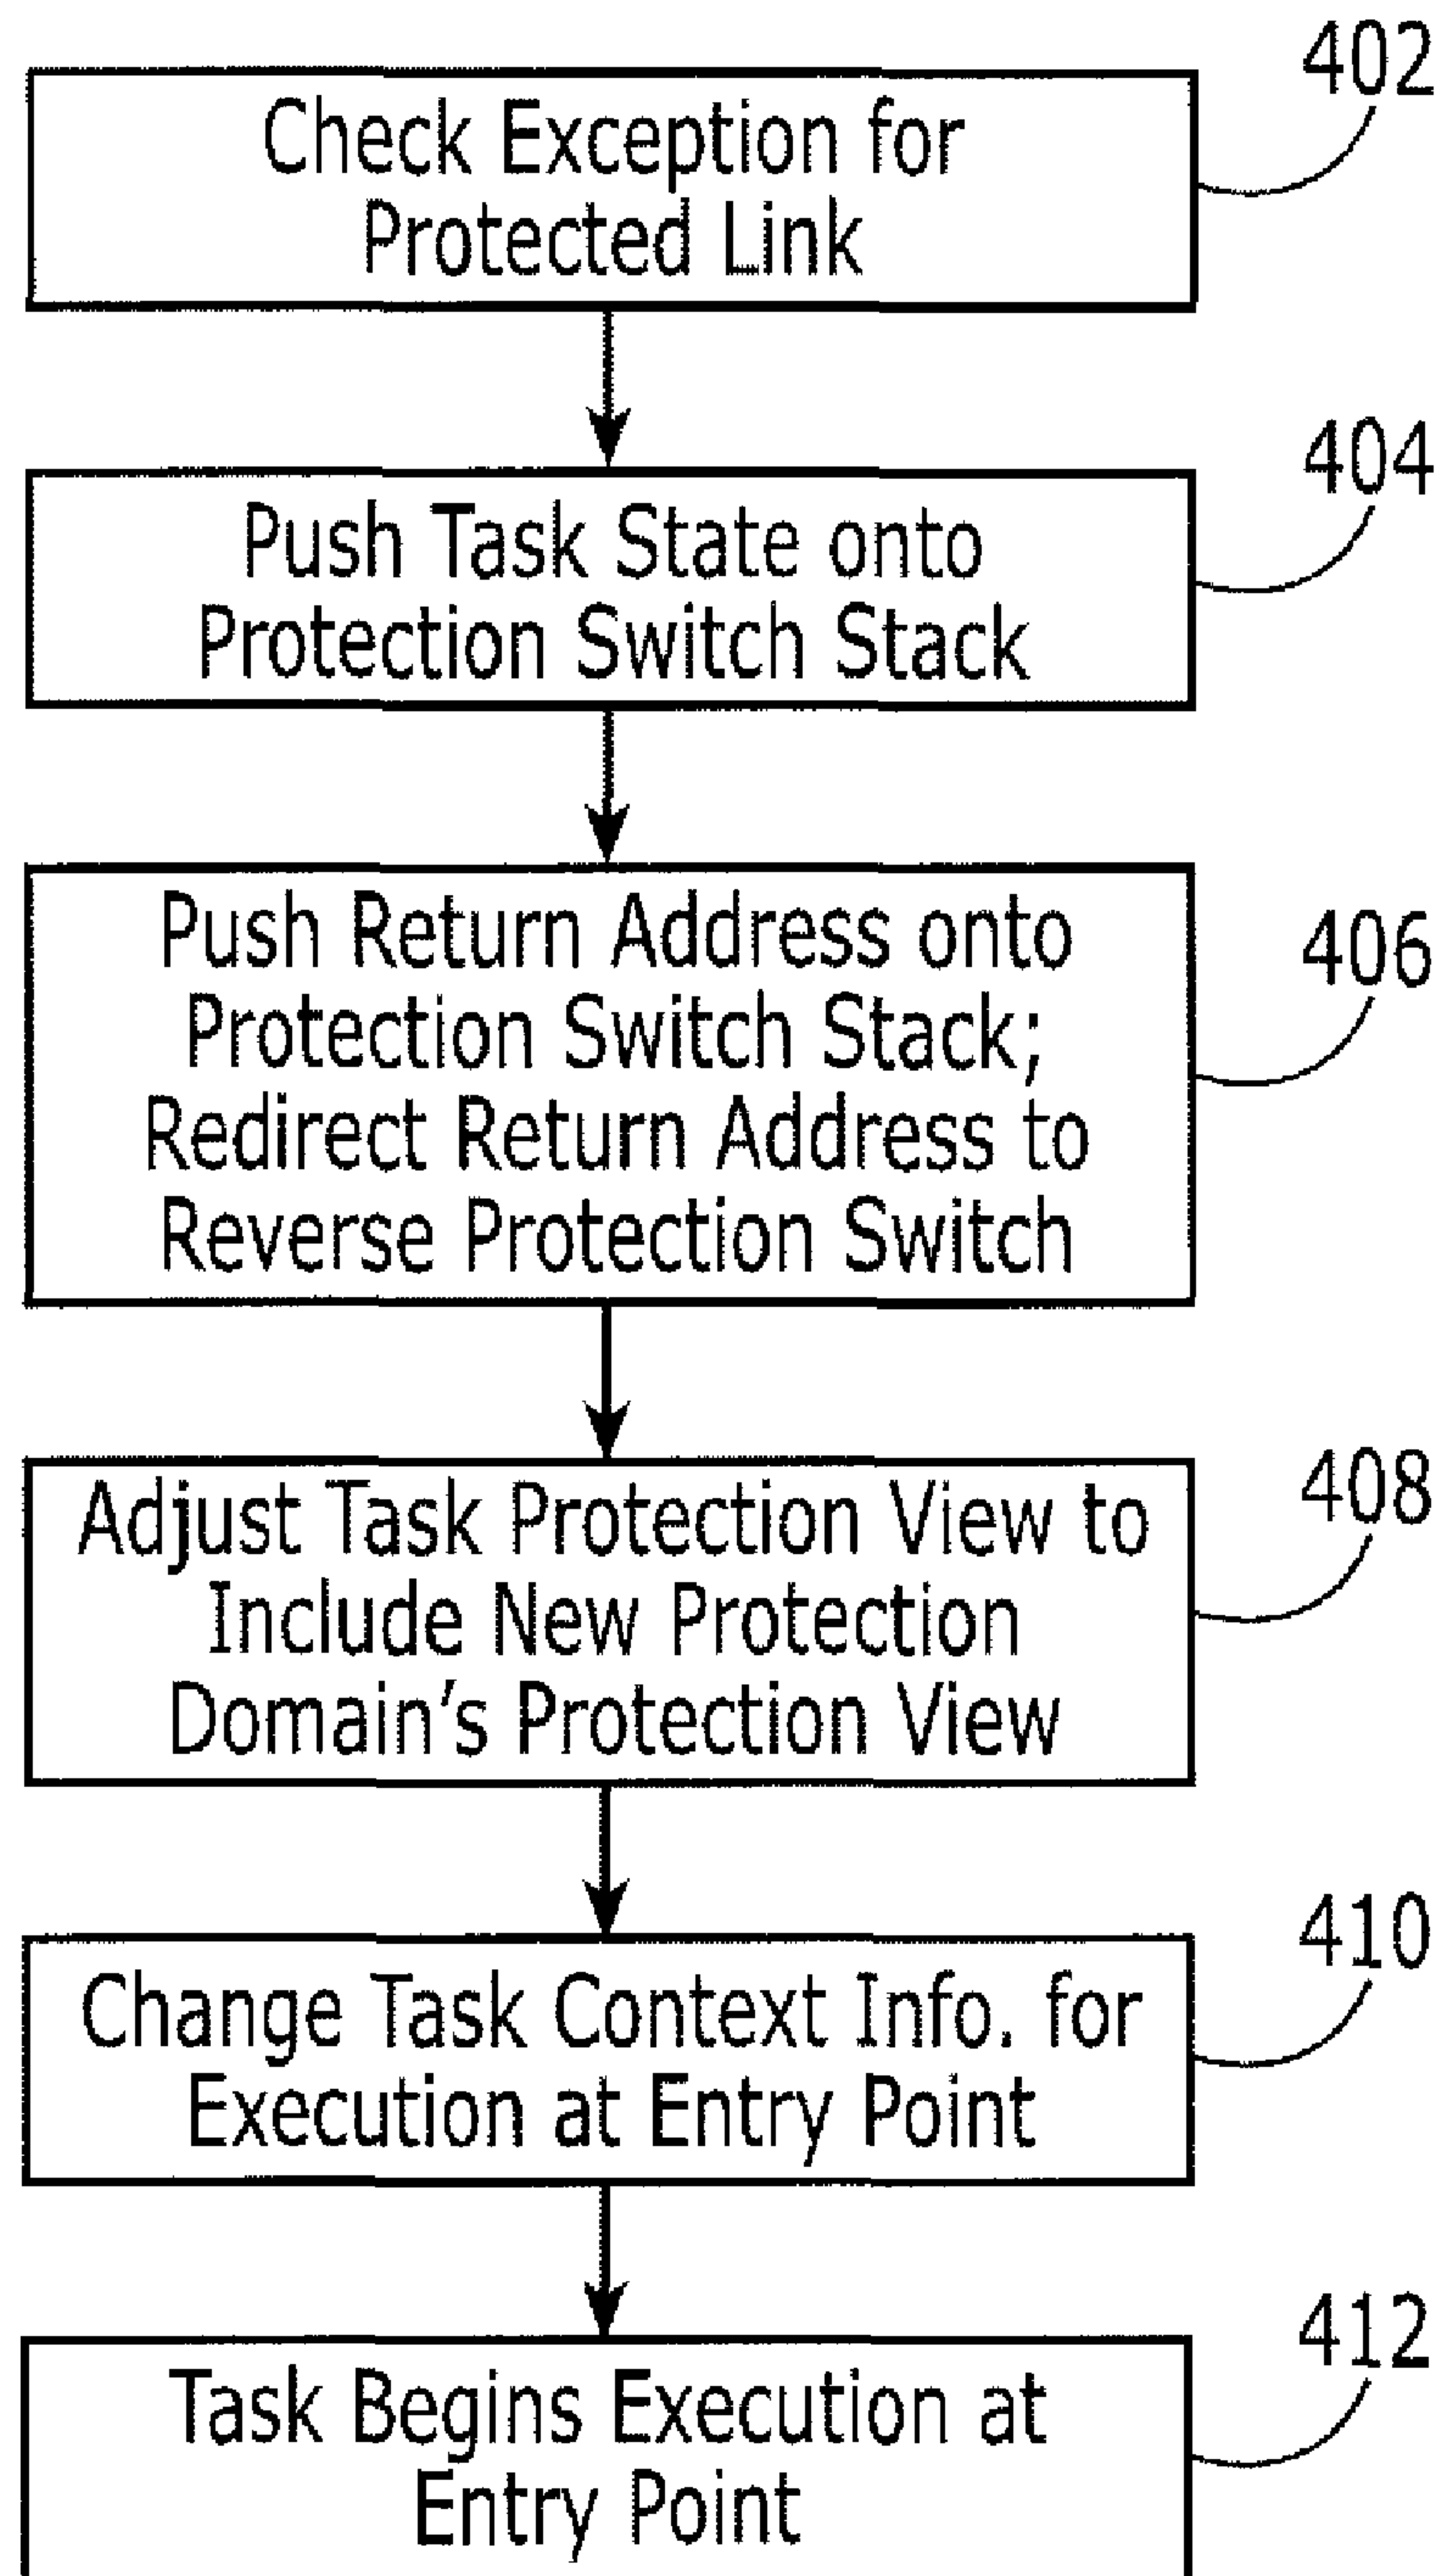 402
Check Exception for
Protected Link
404
Push Task State onto
Protection Switch Stack
406
Push Return Address onto
Protection Switch Stack;
Redirect Return Address to
Reverse Protection Switch
408
Adjust Task Protection View to
Include New Protection
Domain's Protection View
410
Change Task Context Info. for
Execution at Entry Point
412
Task Begins Execution at
Entry Point